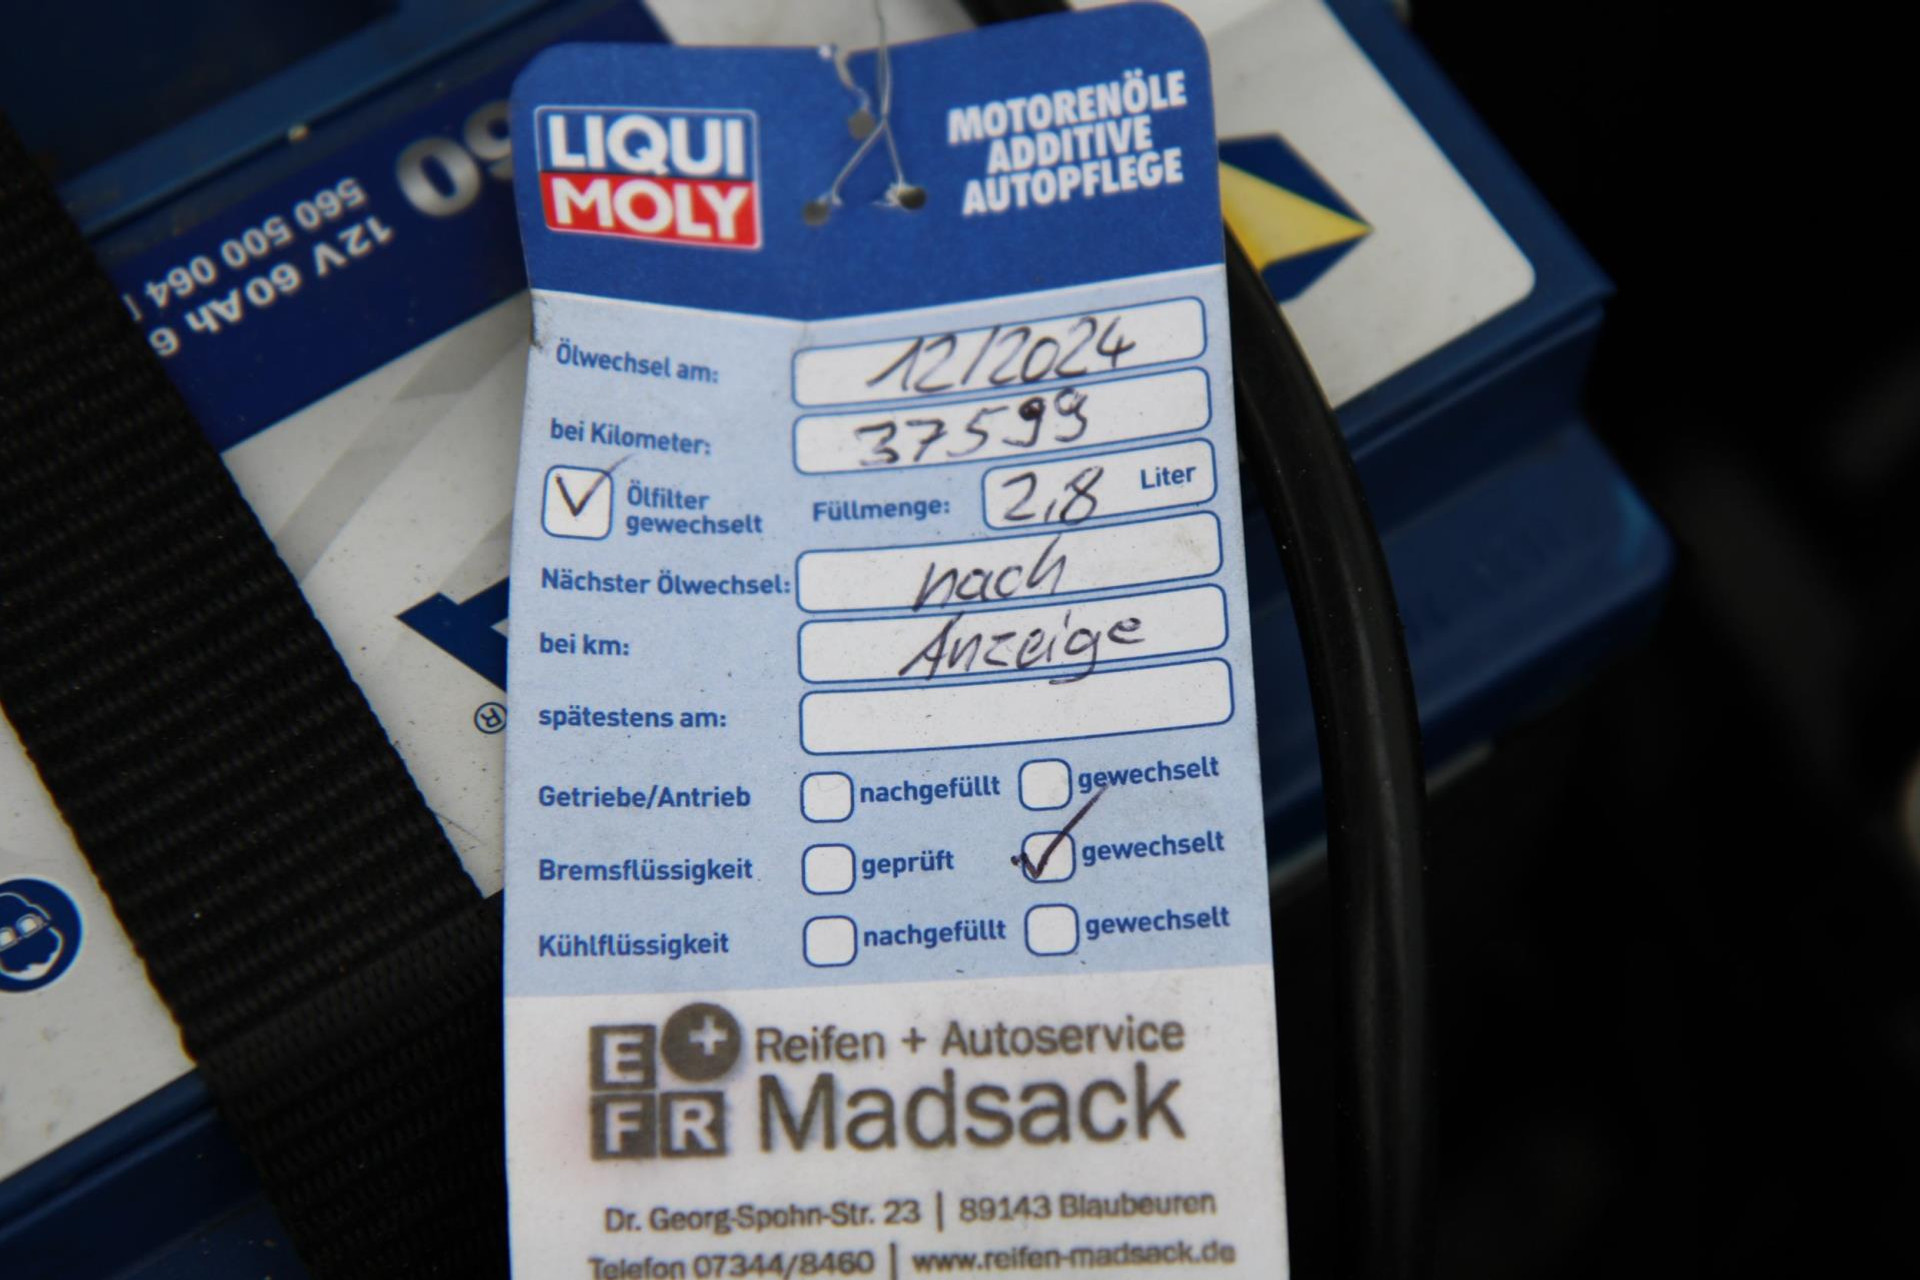 LIQUI
MOLY
MOTORENÖLE
ADDITIVE
AUTOPFLEGE
60
560 500 064
12V 60Ah 6
Ölwechsel am: 12/2024
bei Kilometer: 37599
Ölfilter
gewechselt
Füllmenge: 2,8 Liter
Nächster Ölwechsel: nach
bei km: Anzeige
spätestens am:
Getriebe/Antrieb nachgefüllt gewechselt
Bremsflüssigkeit geprüft gewechselt
Kühlflüssigkeit nachgefüllt gewechselt
E +
FR
Reifen + Autoservice
Madsack
Dr. Georg-Spohn-Str. 23 | 89143 Blaubeuren
Telefon 07344/8460 | www.reifen-madsack.de
®